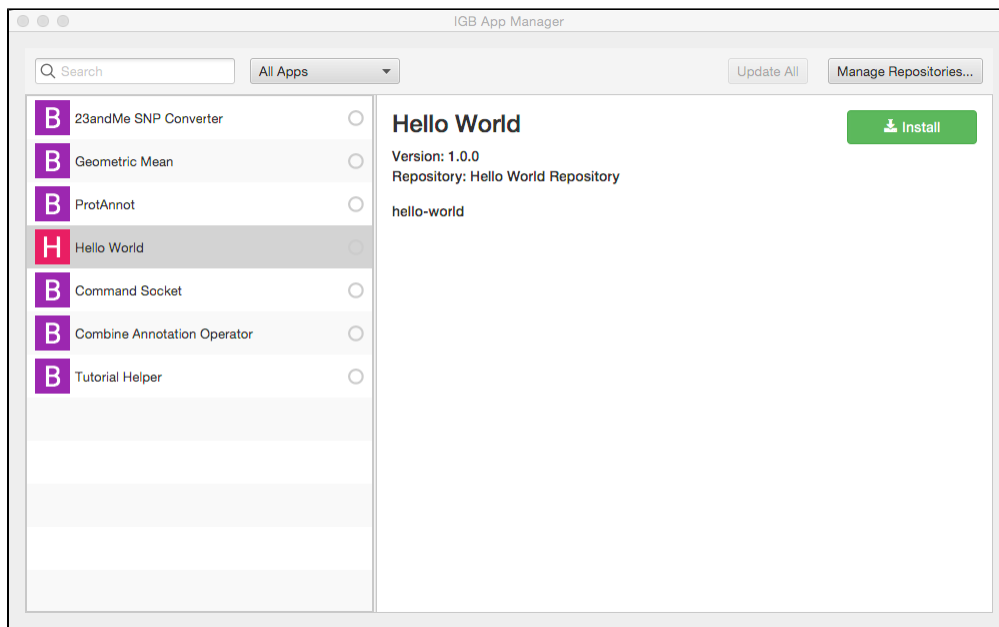 IGB App Manager
Search
All Apps
Update All
Manage Repositories...
B 23andMe SNP Converter
B Geometric Mean
B ProtAnnot
H Hello World
B Command Socket
B Combine Annotation Operator
B Tutorial Helper
Hello World
Install
Version: 1.0.0
Repository: Hello World Repository
hello-world